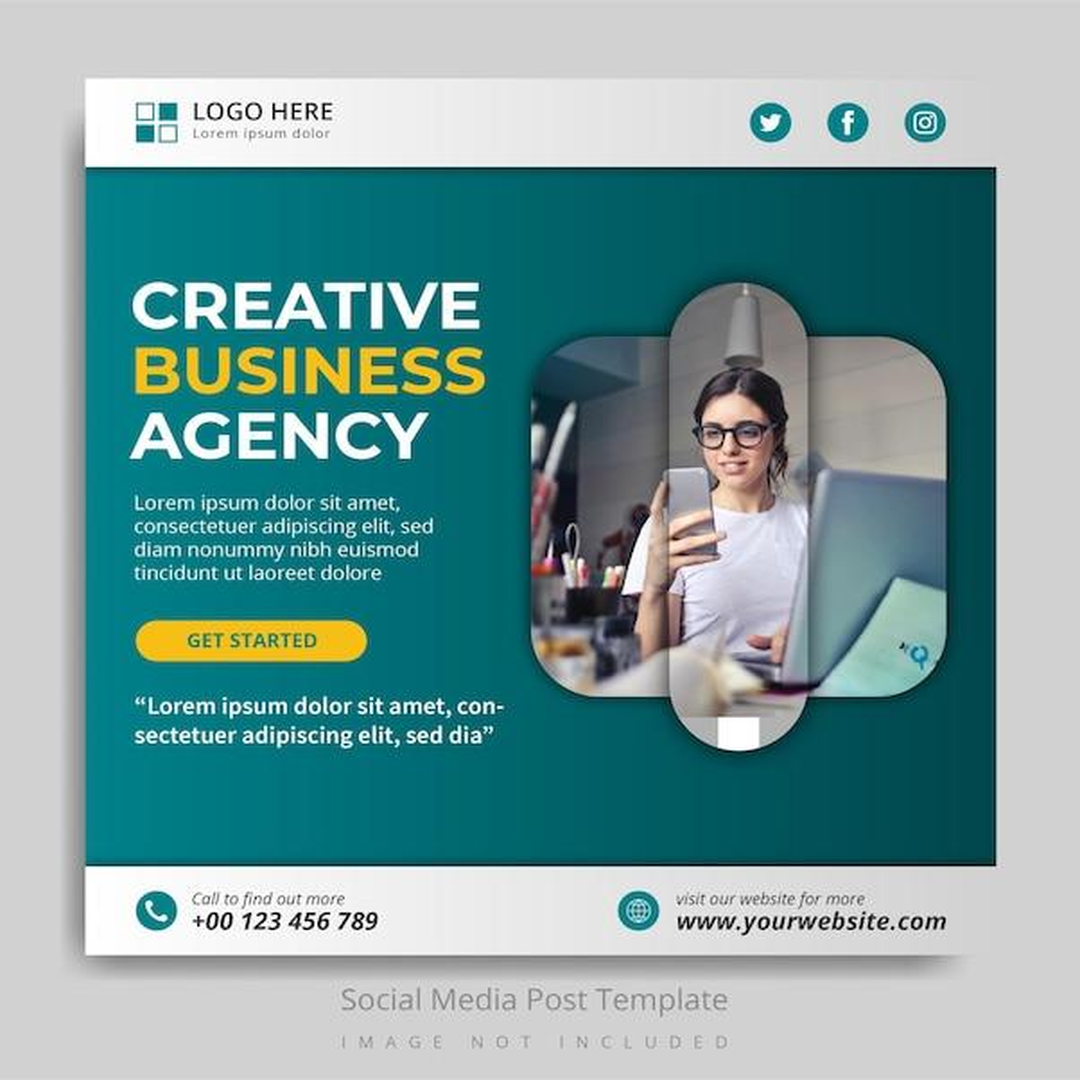 LOGO HERE
Lorem ipsum dolor
CREATIVE
BUSINESS
AGENCY
Lorem ipsum dolor sit amet,
consectetuer adipiscing elit, sed
diam nonummy nibh euismod
tincidunt ut laoreet dolore
GET STARTED
“Lorem ipsum dolor sit amet, con-
sectetuer adipiscing elit, sed dia”
Call to find out more
+00 123 456 789
visit our website for more
www.yourwebsite.com
Social Media Post Template
IMAGE NOT INCLUDED